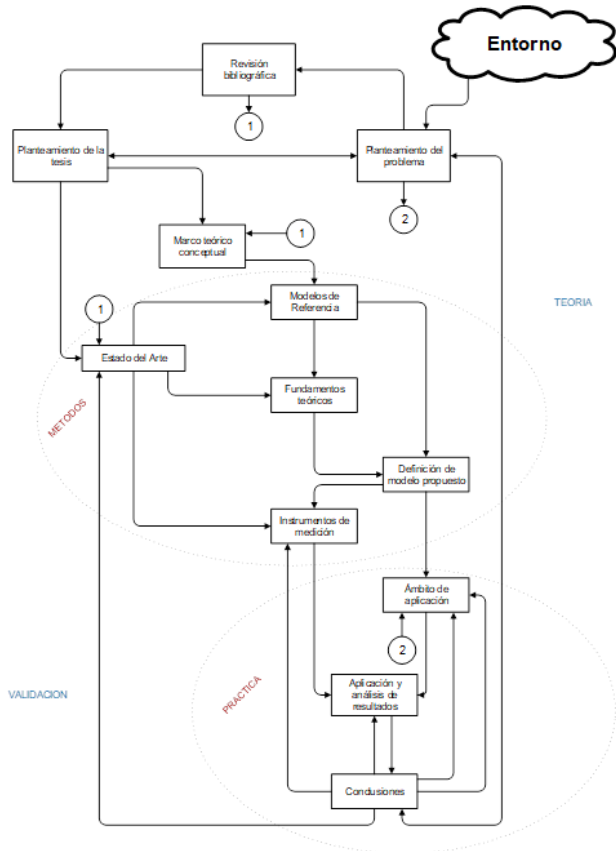 Entorno
Revisión
bibliográfica
1
Planteamiento de la
tesis
Planteamiento del
problema
2
Marco teórico
conceptual
1
Modelos de
Referencia
TEORIA
1
Estado del Arte
Fundamentos
teóricos
METODOS
Definición de
modelo propuesto
Instrumentos de
medición
Ámbito de
aplicación
2
VALIDACION
PRACTICA
Aplicación y
análisis de
resultados
Condusiones